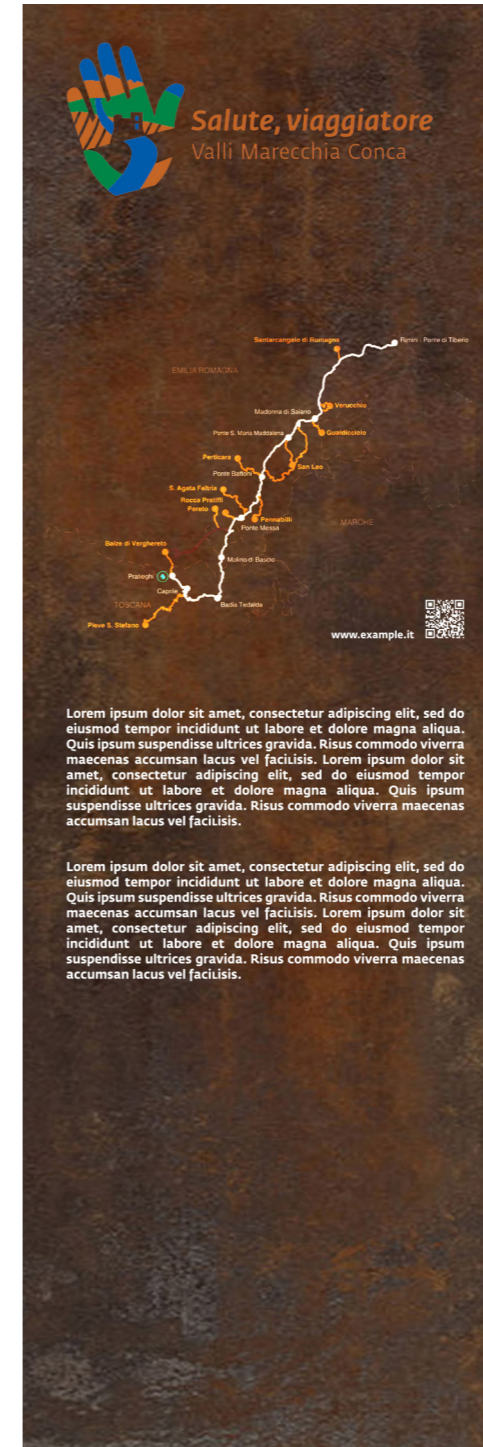 Salute, viaggiatore
Valli Marecchia Conca
Santarcangelo di Romagna
Rimini - Ponte di Tiberio
EMILIA ROMAGNA
Verucchio
Madonna di Saiano
Ponte S. Maria Maddalena
Gualdicciolo
Perticara
San Leo
Ponte Baffoni
S. Agata Feltria
Rocca Pratiffi
Pereto
Pennabilli
MARCHE
Ponte Messa
Balze di Verghereto
Molino di Bascio
Pratieghi
Caprile
TOSCANA
Badia Tedalda
Pieve S. Stefano
www.example.it
Lorem ipsum dolor sit amet, consectetur adipiscing elit, sed do
eiusmod tempor incididunt ut labore et dolore magna aliqua.
Quis ipsum suspendisse ultrices gravida. Risus commodo viverra
maecenas accumsan lacus vel facilisis. Lorem ipsum dolor sit
amet, consectetur adipiscing elit, sed do eiusmod tempor
incididunt ut labore et dolore magna aliqua. Quis ipsum
suspendisse ultrices gravida. Risus commodo viverra maecenas
accumsan lacus vel facilisis.
Lorem ipsum dolor sit amet, consectetur adipiscing elit, sed do
eiusmod tempor incididunt ut labore et dolore magna aliqua.
Quis ipsum suspendisse ultrices gravida. Risus commodo viverra
maecenas accumsan lacus vel facilisis. Lorem ipsum dolor sit
amet, consectetur adipiscing elit, sed do eiusmod tempor
incididunt ut labore et dolore magna aliqua. Quis ipsum
suspendisse ultrices gravida. Risus commodo viverra maecenas
accumsan lacus vel facilisis.